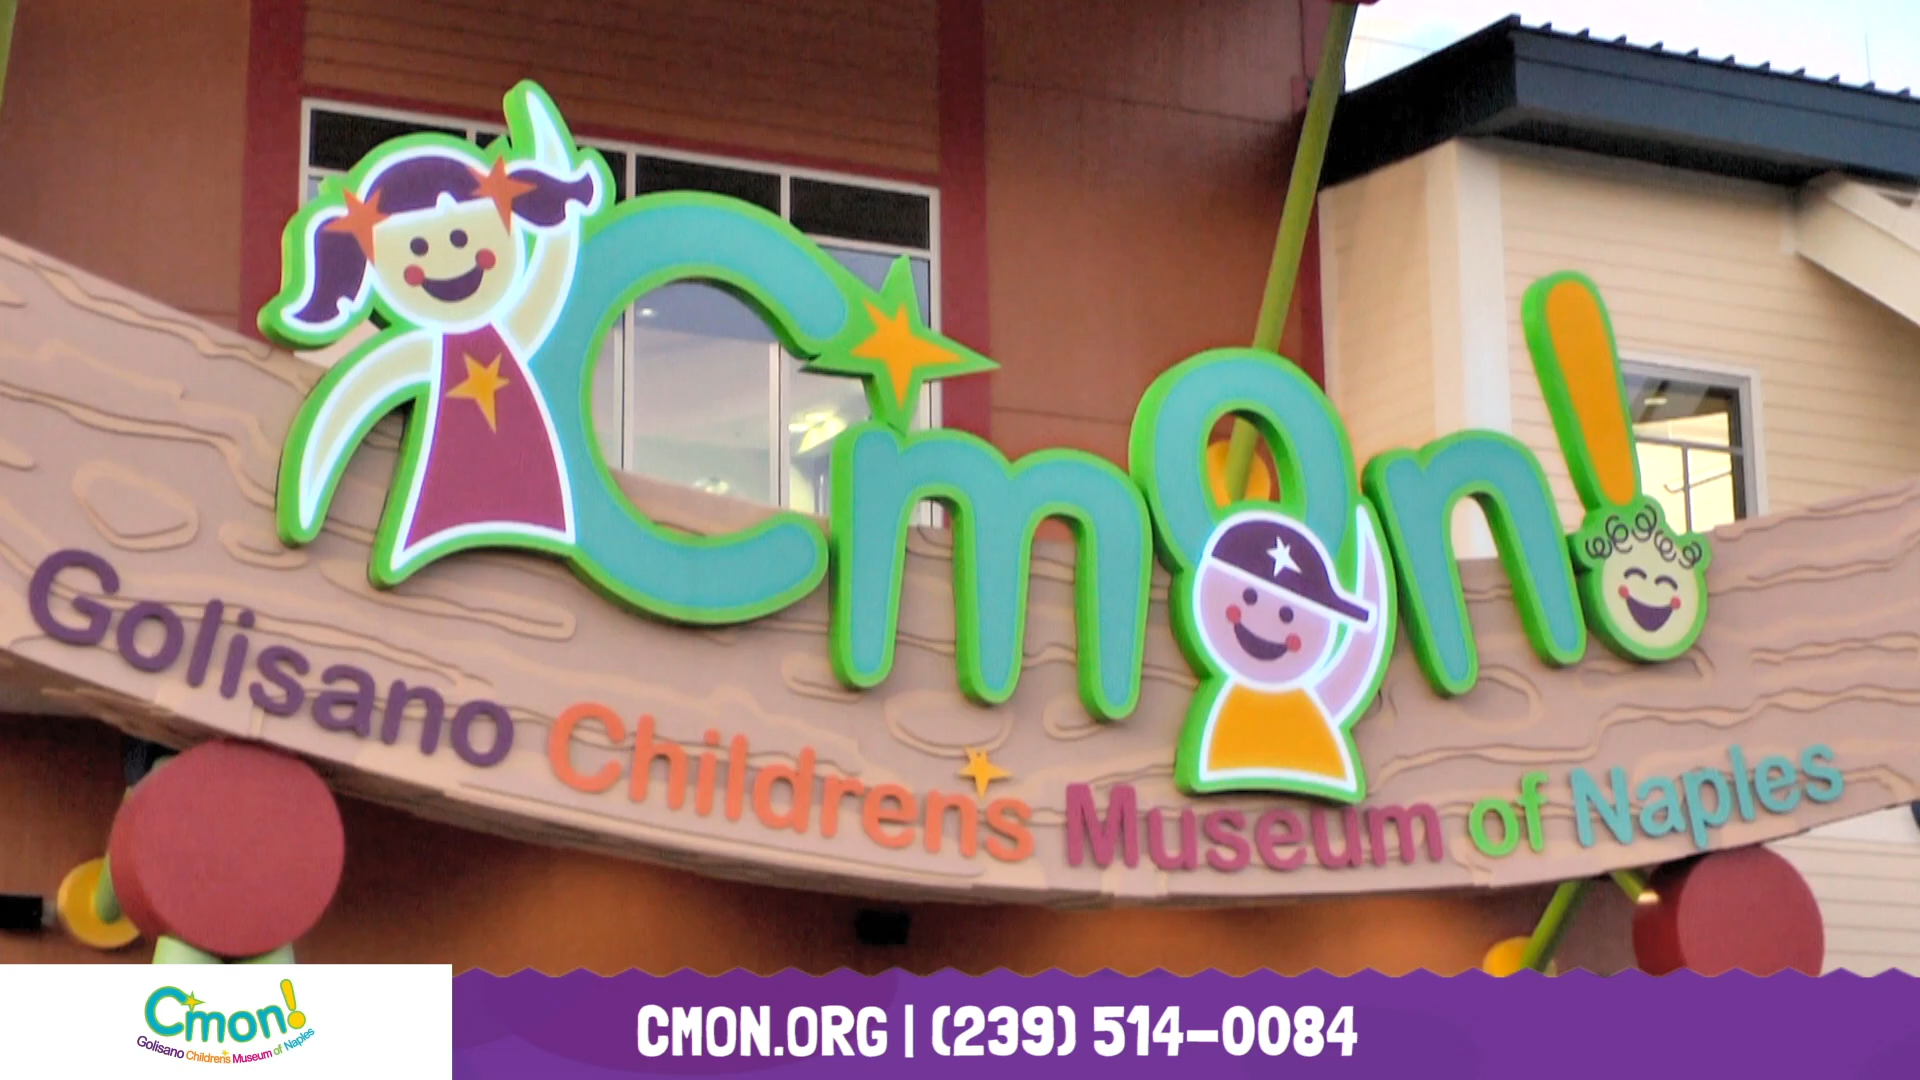 C'mon!
Golisano Children's Museum of Naples
C'mon!
Golisano Children's Museum of Naples
CMON.ORG | (239) 514-0084